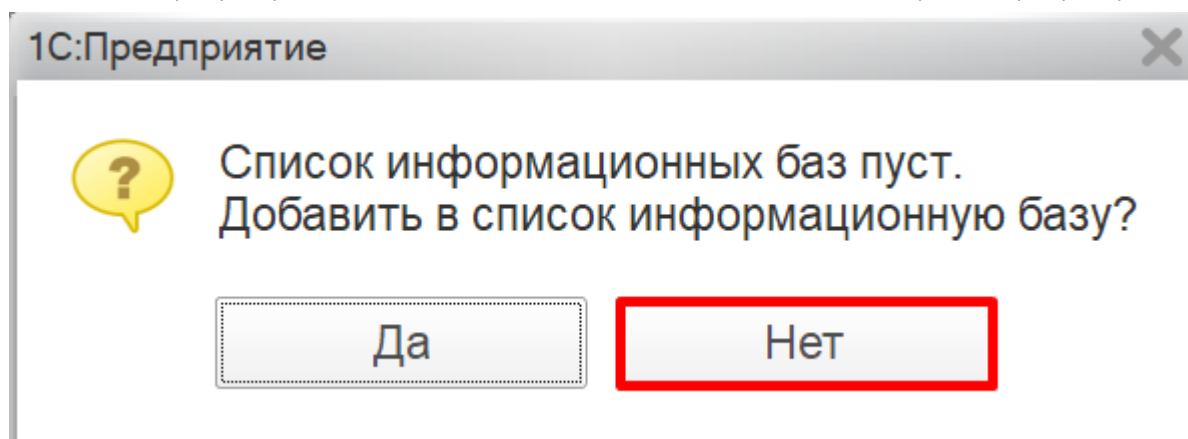 1С:Предприятие
?
Список информационных баз пуст.
Добавить в список информационную базу?
Да
Нет